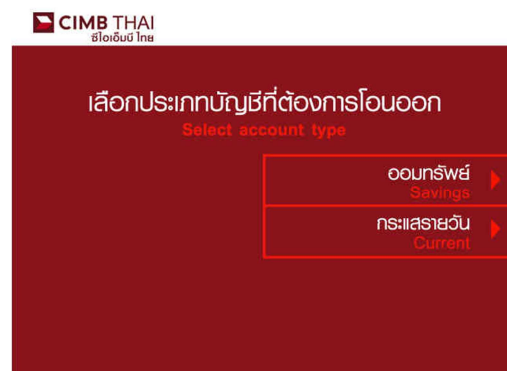 CIMB THAI
ซีไอเอ็มบี ไทย
เลือกประเภทบัญชีที่ต้องการโอนออก
Select account type
ออมทรัพย์
Savings
กระแสรายวัน
Current